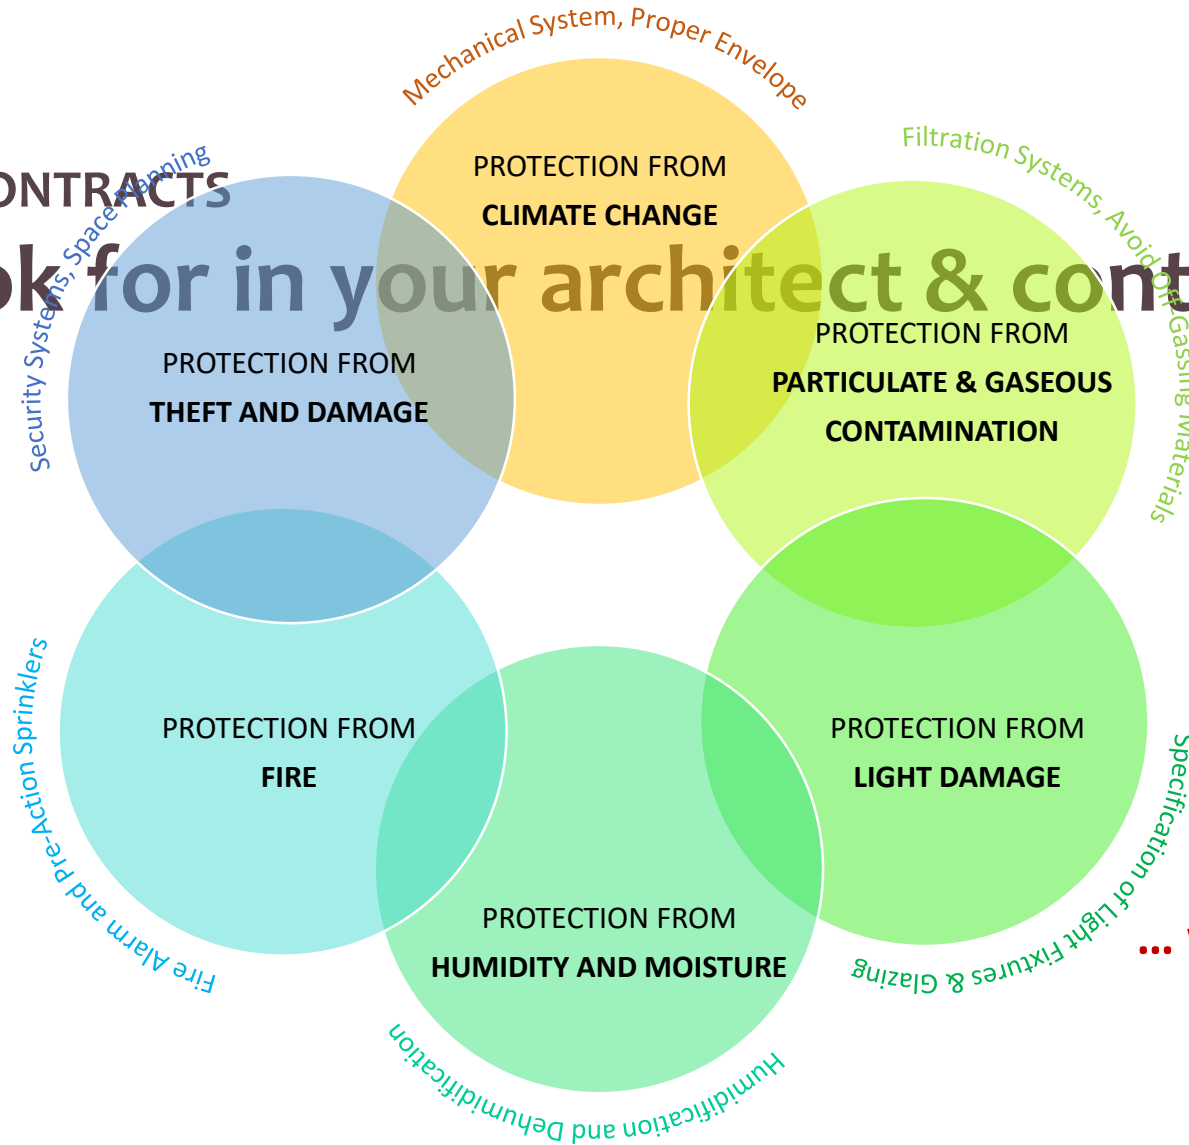 Mechanical System, Proper Envelope
PROTECTION FROM
CLIMATE CHANGE
Filtration Systems, Avoid Off-Gassing Materials
Security Systems, Space Planning
for in your architect &
PROTECTION FROM
PARTICULATE & GASEOUS
CONTAMINATION
PROTECTION FROM
THEFT AND DAMAGE
PROTECTION FROM
FIRE
Fire Alarm and Pre-Action Sprinklers
PROTECTION FROM
LIGHT DAMAGE
Specification of Light Fixtures & Glazing
...
PROTECTION FROM
HUMIDITY AND MOISTURE
Humidification and Dehumidification